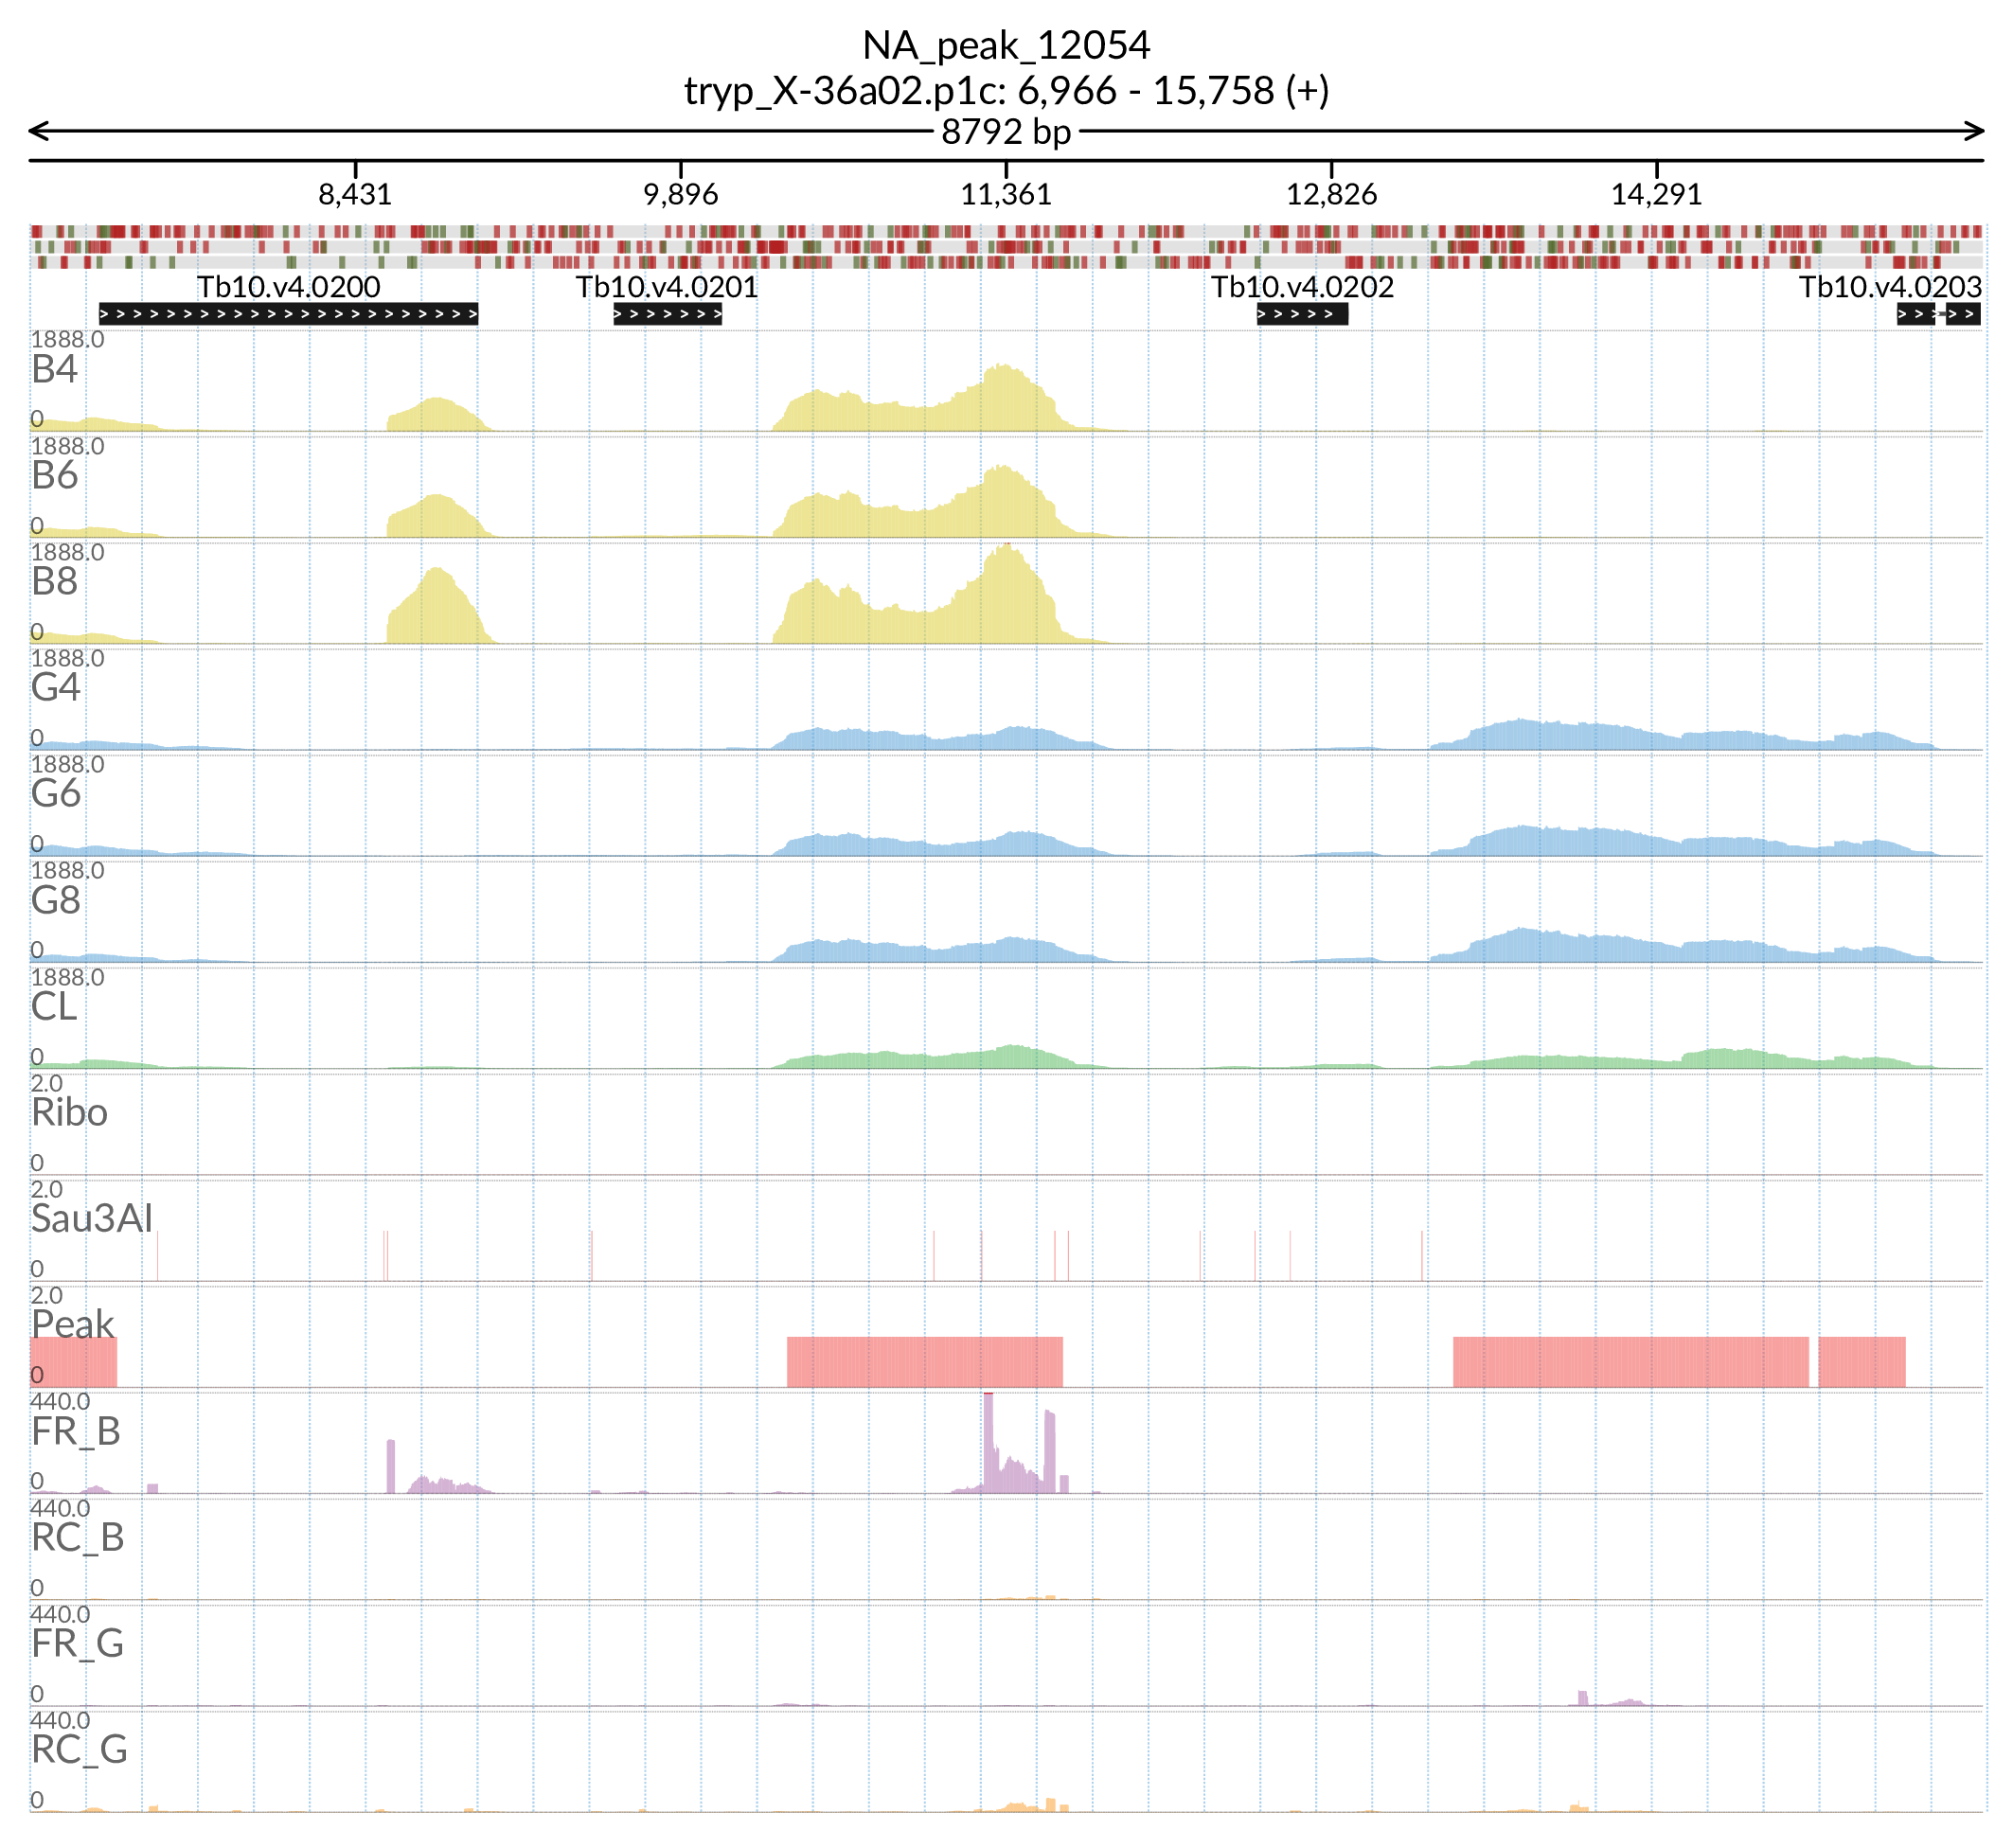 NA_peak_12054
tryp_X-36a02.p1c: 6,966 - 15,758 (+)
8792 bp
8,431 9,896 11,361 12,826 14,291
Tb10.v4.0200 Tb10.v4.0201 Tb10.v4.0202 Tb10.v4.0203
1888.0
B4
0
1888.0
B6
0
1888.0
B8
0
1888.0
G4
0
1888.0
G6
0
1888.0
G8
0
1888.0
CL
0
2.0
Ribo
0
2.0
Sau3AI
0
2.0
Peak
0
440.0
FR_B
0
440.0
RC_B
0
440.0
FR_G
0
440.0
RC_G
0